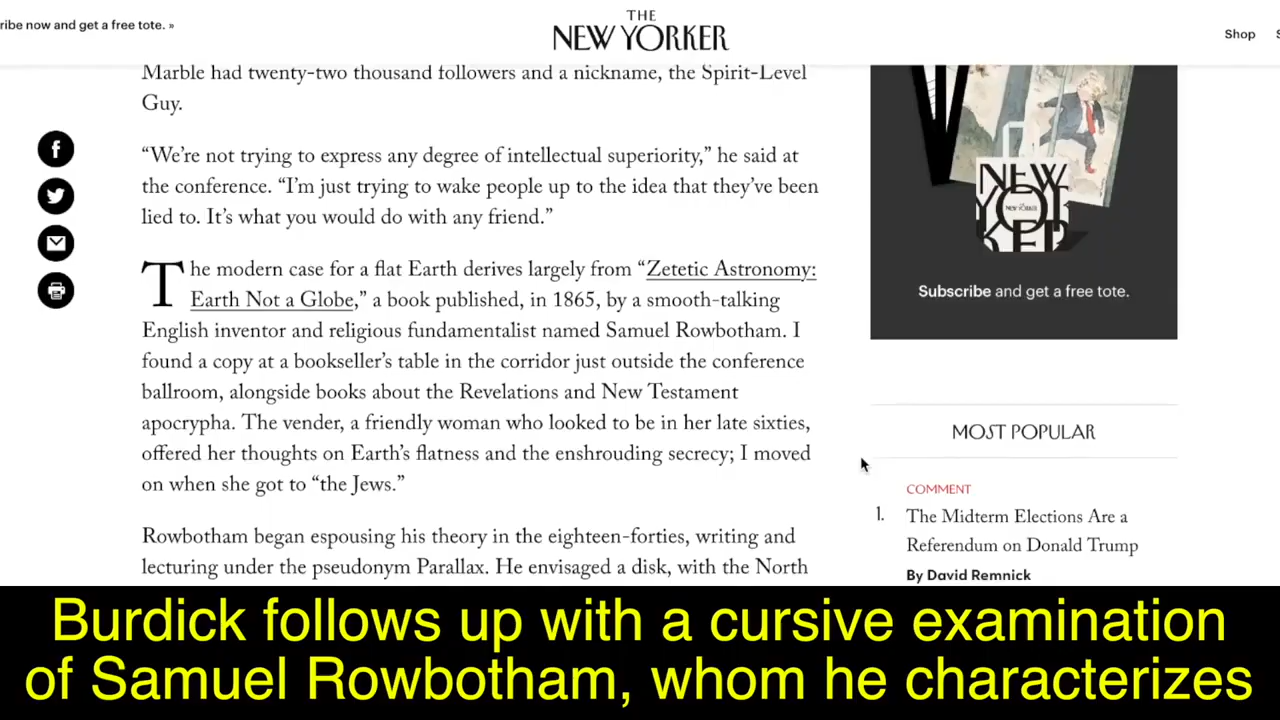 ribe now and get a free tote. »
THE
NEW YORKER
Shop
S
Marble had twenty-two thousand followers and a nickname, the Spirit-Level
Guy.
“We’re not trying to express any degree of intellectual superiority,” he said at
the conference. “I’m just trying to wake people up to the idea that they’ve been
lied to. It’s what you would do with any friend.”
The modern case for a flat Earth derives largely from “Zetetic Astronomy:
Earth Not a Globe,” a book published, in 1865, by a smooth-talking
English inventor and religious fundamentalist named Samuel Rowbotham. I
found a copy at a bookseller’s table in the corridor just outside the conference
ballroom, alongside books about the Revelations and New Testament
apocrypha. The vender, a friendly woman who looked to be in her late sixties,
offered her thoughts on Earth’s flatness and the enshrouding secrecy; I moved
on when she got to “the Jews.”
Rowbotham began espousing his theory in the eighteen-forties, writing and
lecturing under the pseudonym Parallax. He envisaged a disk, with the North
NEW
YOR
KER
Subscribe and get a free tote.
MOST POPULAR
COMMENT
1.
The Midterm Elections Are a
Referendum on Donald Trump
By David Remnick
Burdick follows up with a cursive examination
of Samuel Rowbotham, whom he characterizes